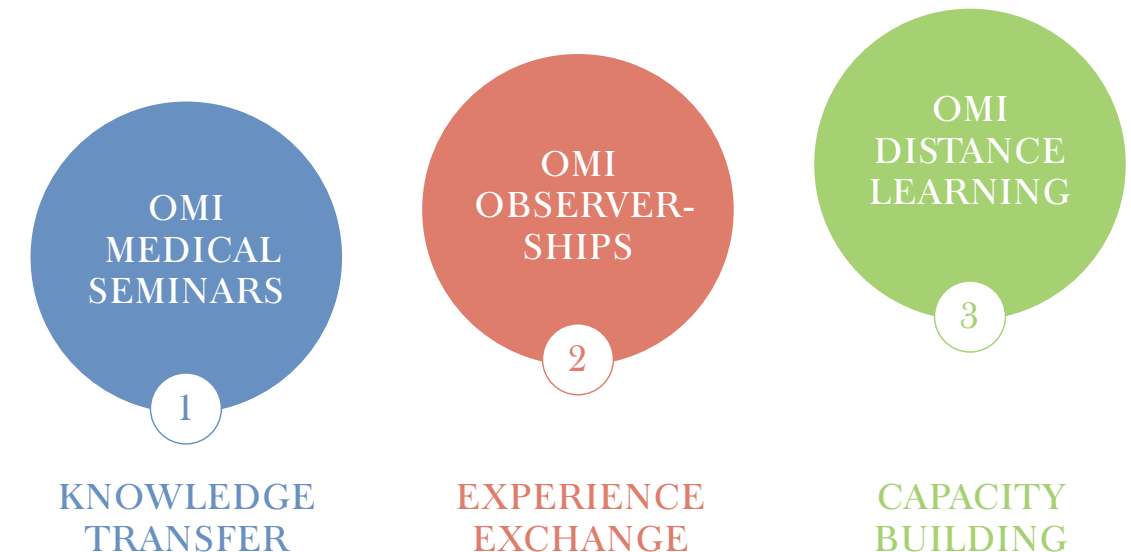 OMI
MEDICAL
SEMINARS
1
KNOWLEDGE
TRANSFER
OMI
OBSERVER-
SHIPS
2
EXPERIENCE
EXCHANGE
OMI
DISTANCE
LEARNING
3
CAPACITY
BUILDING